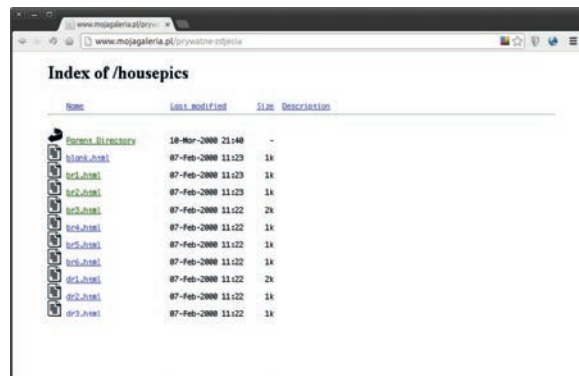 www.mojagaleria.pl/pryw
www.mojagaleria.pl/prywatne-zdjecia
Index of /housepics
Name Last modified Size Description
Parent Directory 10-Mar-2000 21:40 -
blank.html 07-Feb-2000 11:23 1k
br1.html 07-Feb-2000 11:23 1k
br2.html 07-Feb-2000 11:23 1k
br3.html 07-Feb-2000 11:22 2k
br4.html 07-Feb-2000 11:22 1k
br5.html 07-Feb-2000 11:22 1k
br6.html 07-Feb-2000 11:22 1k
dr1.html 07-Feb-2000 11:22 2k
dr2.html 07-Feb-2000 11:22 1k
dr3.html 07-Feb-2000 11:22 1k